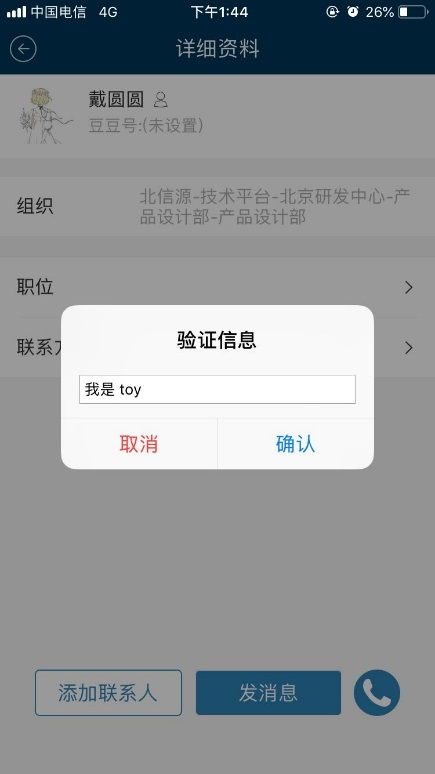 中国电信 4G 下午1:44 26%
详细资料
戴圆圆
豆豆号:(未设置)
组织
北信源-技术平台-北京研发中心-产
品设计部-产品设计部
职位
联系
验证信息
我是 toy
取消 确认
添加联系人 发消息